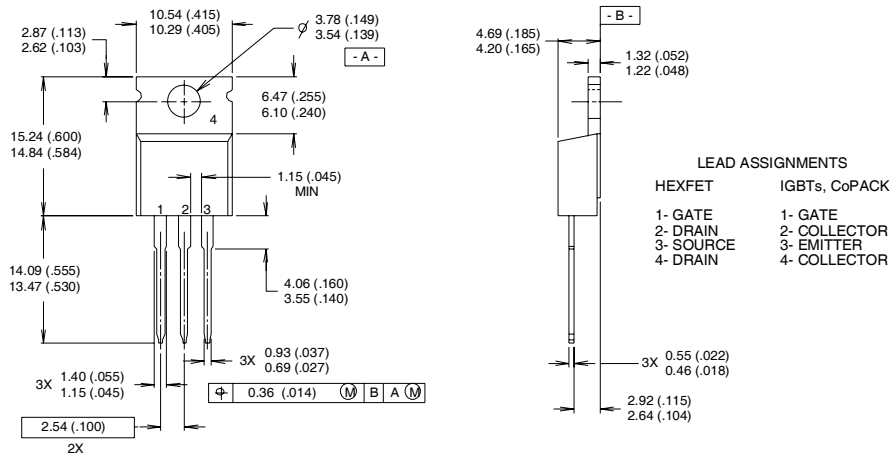 10.54 (.415)
10.29 (.405)
2.87 (.113)
2.62 (.103)
ø 3.78 (.149)
3.54 (.139)
- A -
6.47 (.255)
6.10 (.240)
4
15.24 (.600)
14.84 (.584)
1.15 (.045)
MIN
1 2 3
14.09 (.555)
13.47 (.530)
4.06 (.160)
3.55 (.140)
3X 0.93 (.037)
0.69 (.027)
3X 1.40 (.055)
1.15 (.045)
⌖ 0.36 (.014) Ⓜ B A Ⓜ
2.54 (.100)
2X
- B -
4.69 (.185)
4.20 (.165)
1.32 (.052)
1.22 (.048)
3X 0.55 (.022)
0.46 (.018)
2.92 (.115)
2.64 (.104)
LEAD ASSIGNMENTS
HEXFET IGBTs, CoPACK
1- GATE 1- GATE
2- DRAIN 2- COLLECTOR
3- SOURCE 3- EMITTER
4- DRAIN 4- COLLECTOR